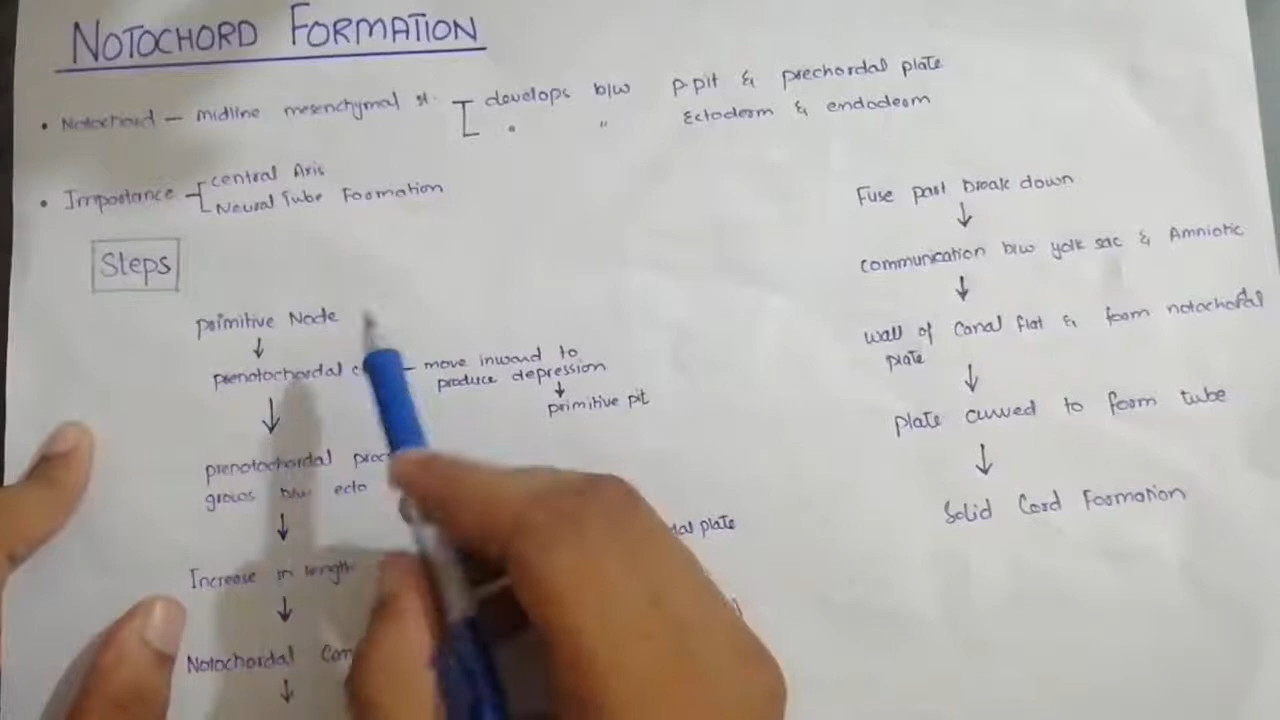 NOTOCHORD FORMATION
• Notochord — midline mesenchymal st. develops b/w p.pit & prechordal plate
" " Ectoderm & endoderm
• Importance central Axis
Neural Tube Formation
Steps
primitive Node
↓
prenotochordal — move inward to
produce depression
↓
primitive pit
↓
prenotochordal
grows b/w ecto
↓
dal plate
Increase in length
↓
Notochordal
↓
Fuse part break down
↓
communication b/w yolk sac & Amniotic
↓
wall of canal flat & form notochordal
plate
↓
plate curved to form tube
↓
Solid Cord Formation